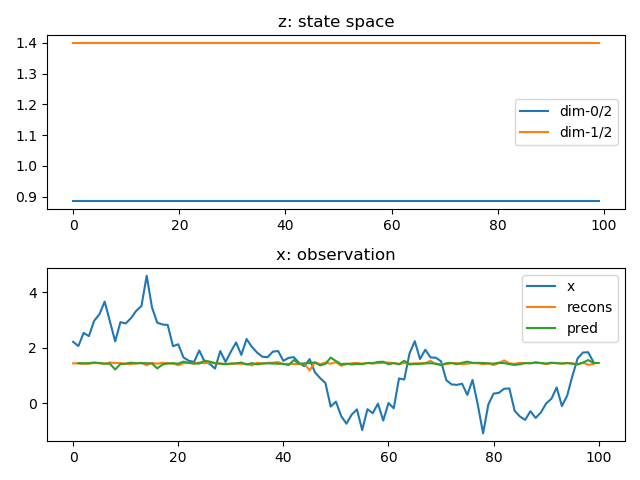 z: state space
1.4
1.3
1.2
1.1
1.0
0.9
dim-0/2
dim-1/2
0 20 40 60 80 100
x: observation
4
2
0
x
recons
pred
0 20 40 60 80 100